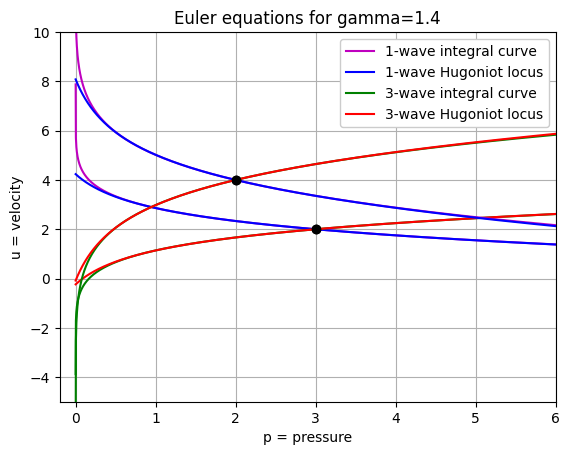 Euler equations for gamma=1.4
1-wave integral curve
1-wave Hugoniot locus
3-wave integral curve
3-wave Hugoniot locus
10
8
6
4
2
0
−2
−4
u = velocity
0 1 2 3 4 5 6
p = pressure